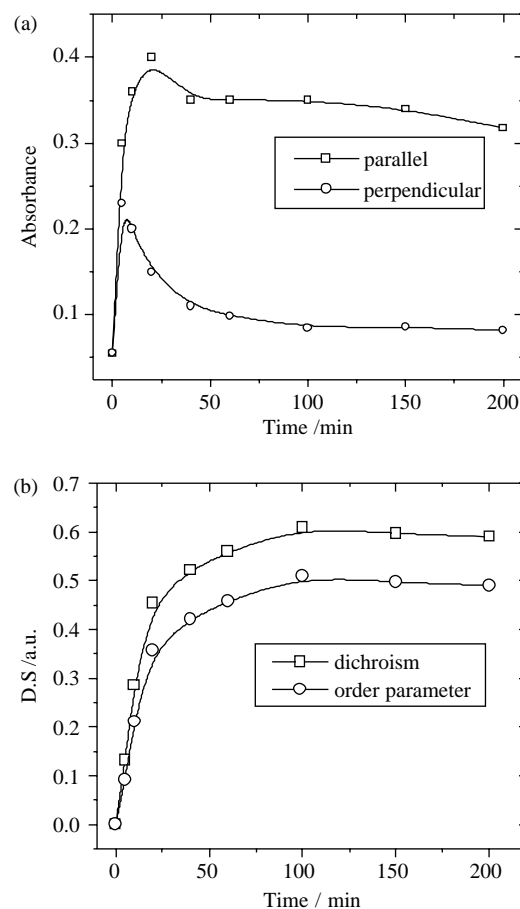 (a)
0.4
0.3
0.2
0.1
Absorbance
parallel
perpendicular
0 50 100 150 200
Time /min
(b)
0.7
0.6
0.5
0.4
0.3
0.2
0.1
0.0
D.S /a.u.
dichroism
order parameter
0 50 100 150 200
Time / min